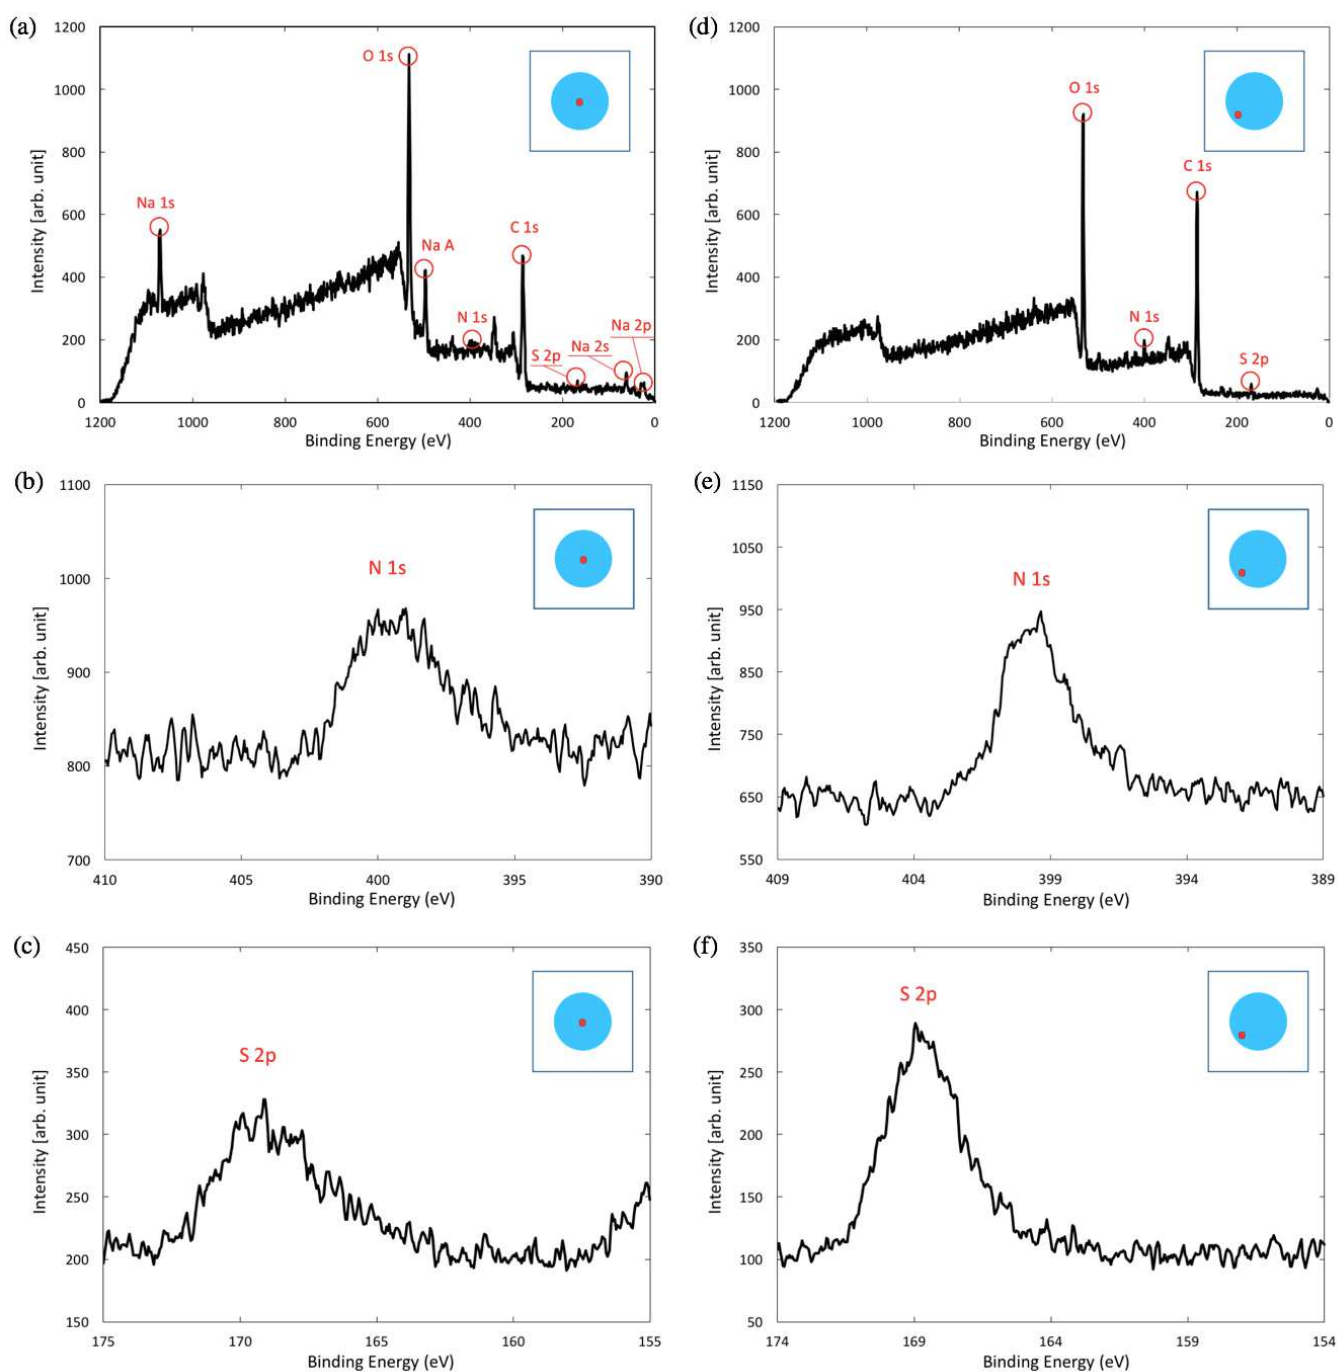 (a)
1200
1000
800
600
400
200
0
Intensity [arb. unit]
O 1s
Na 1s
Na A
C 1s
N 1s
S 2p
Na 2s
Na 2p
1200 1000 800 600 400 200 0
Binding Energy (eV)
(d)
1200
1000
800
600
400
200
0
Intensity [arb. unit]
O 1s
C 1s
N 1s
S 2p
1200 1000 800 600 400 200 0
Binding Energy (eV)
(b)
1100
1000
900
800
700
Intensity [arb. unit]
N 1s
410 405 400 395 390
Binding Energy (eV)
(e)
1150
1050
950
850
750
650
550
Intensity [arb. unit]
N 1s
409 404 399 394 389
Binding Energy (eV)
(c)
450
400
350
300
250
200
150
Intensity [arb. unit]
S 2p
175 170 165 160 155
Binding Energy (eV)
(f)
350
300
250
200
150
100
50
Intensity [arb. unit]
S 2p
174 169 164 159 154
Binding Energy (eV)